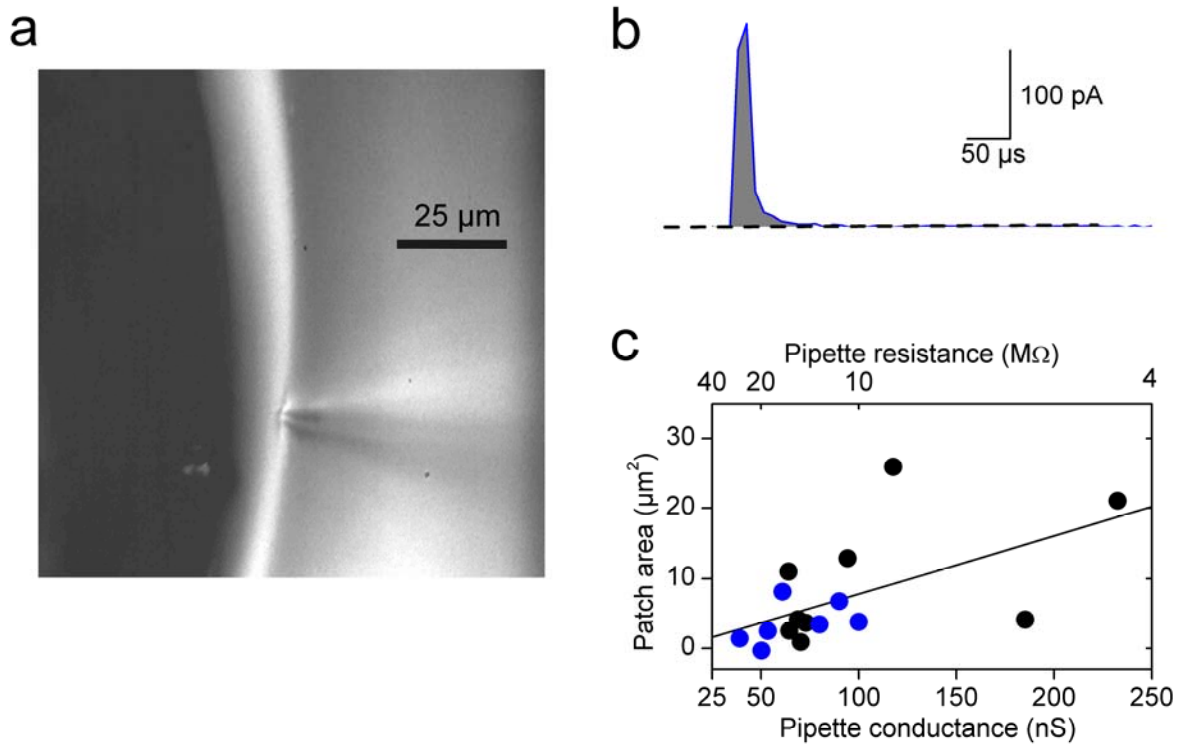 a
25 µm
b
100 pA
50 µs
c
Pipette resistance (MΩ)
40 20 10 4
30
20
10
0
Patch area (µm²)
25 50 100 150 200 250
Pipette conductance (nS)